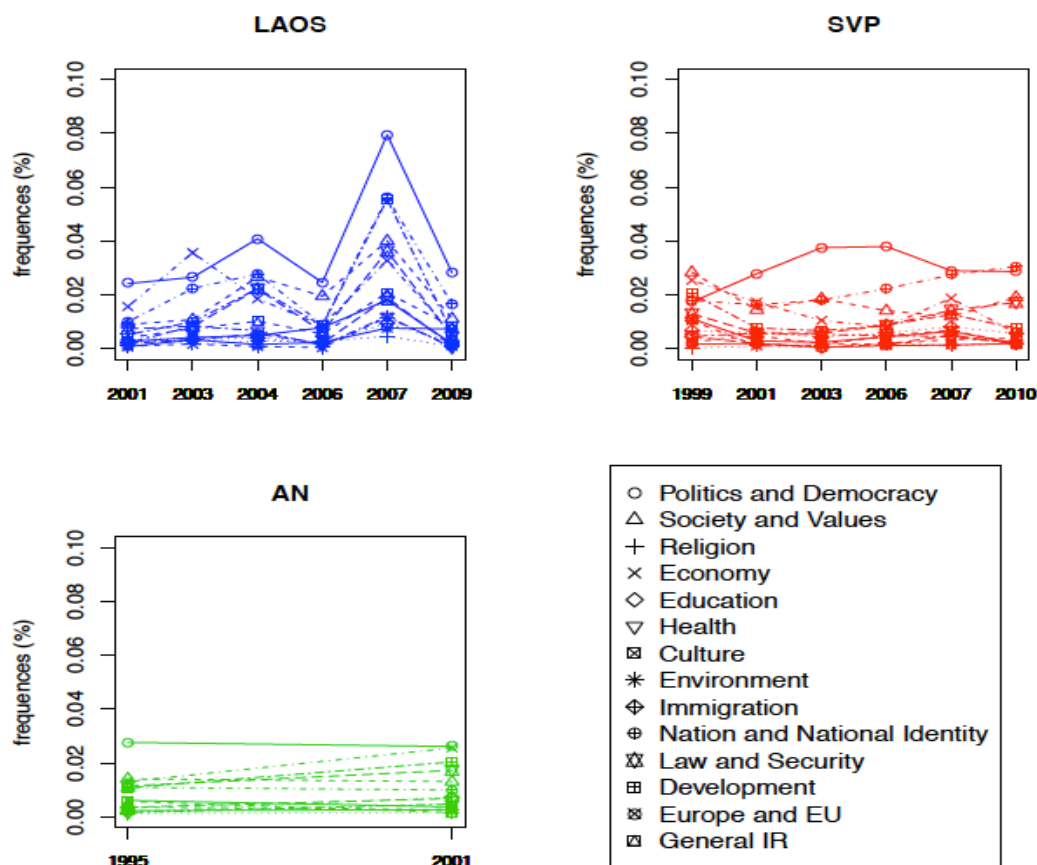 LAOS
SVP
frequences (%)
0.10
0.08
0.06
0.04
0.02
0.00
2001 2003 2004 2006 2007 2009
frequences (%)
0.10
0.08
0.06
0.04
0.02
0.00
1999 2001 2003 2006 2007 2010
AN
frequences (%)
0.10
0.08
0.06
0.04
0.02
0.00
1995 2001
Politics and Democracy
Society and Values
Religion
Economy
Education
Health
Culture
Environment
Immigration
Nation and National Identity
Law and Security
Development
Europe and EU
General IR